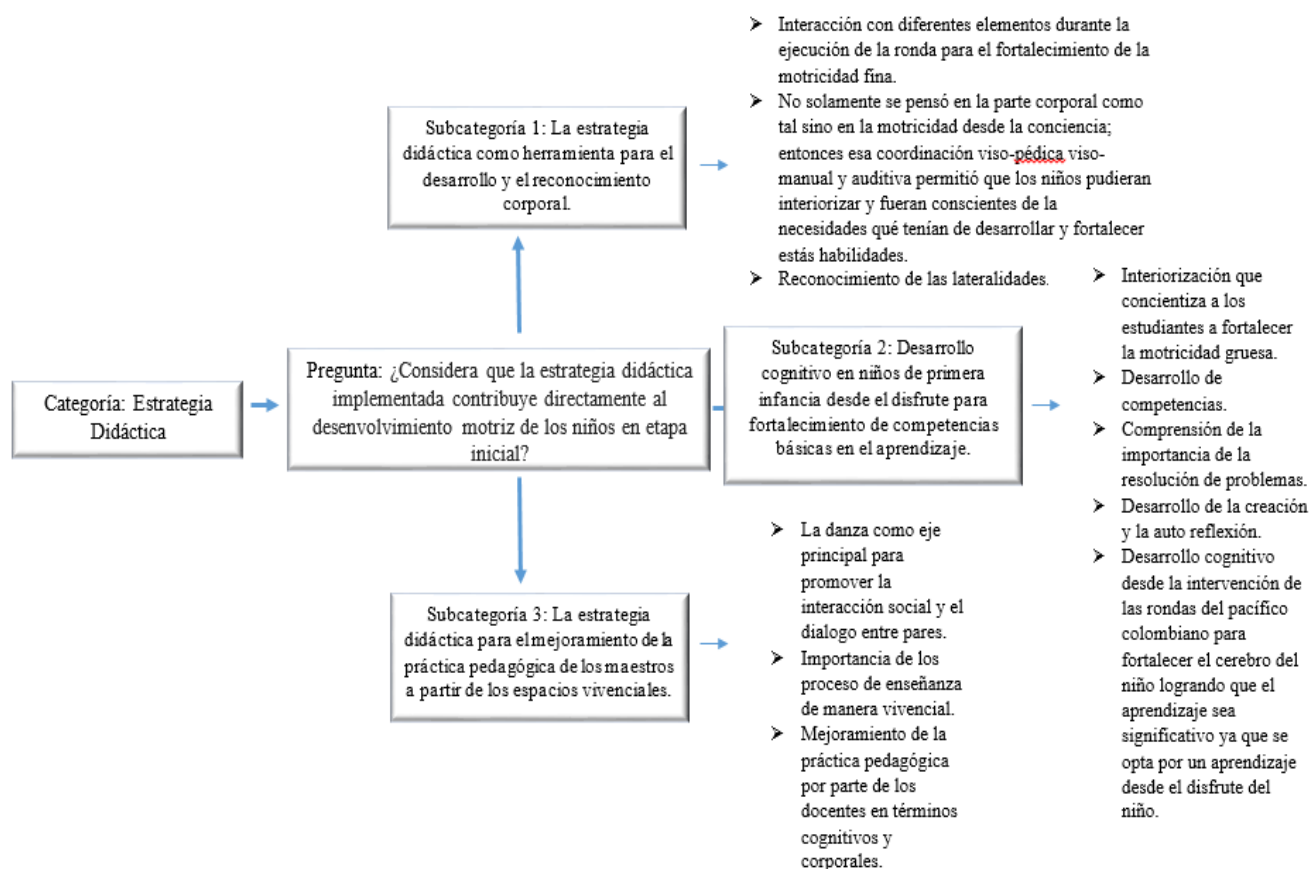 Categoría: Estrategia
Didáctica
Pregunta: ¿Considera que la estrategia didáctica
implementada contribuye directamente al
desenvolvimiento motriz de los niños en etapa
inicial?
Subcategoría 1: La estrategia
didáctica como herramienta para el
desarrollo y el reconocimiento
corporal.
➤ Interacción con diferentes elementos durante la
ejecución de la ronda para el fortalecimiento de la
motricidad fína.
➤ No solamente se pensó en la parte corporal como
tal sino en la motricidad desde la conciencia;
entonces esa coordinación viso-pédica viso-
manual y auditiva permitió que los niños pudieran
interiorizar y fueran conscientes de la
necesidades qué tenían de desarrollar y fortalecer
estás habilidades.
➤ Reconocimiento de las lateralidades.
Subcategoría 2: Desarrollo
cognitivo en niños de primera
infancia desde el disfrute para
fortalecimiento de competencias
básicas en el aprendizaje.
➤ Interiorización que
concientiza a los
estudiantes a fortalecer
la motricidad gruesa.
➤ Desarrollo de
competencias.
➤ Comprensión de la
importancia de la
resolución de problemas.
➤ Desarrollo de la creación
y la auto reflexión.
➤ Desarrollo cognitivo
desde la intervención de
las rondas del pacífico
colombiano para
fortalecer el cerebro del
niño logrando que el
aprendizaje sea
significativo ya que se
opta por un aprendizaje
desde el disfrute del
niño.
Subcategoría 3: La estrategia
didáctica para el mejoramiento de la
práctica pedagógica de los maestros
a partir de los espacios vivenciales.
➤ La danza como eje
principal para
promover la
interacción social y el
dialogo entre pares.
➤ Importancia de los
proceso de enseñanza
de manera vivencial.
➤ Mejoramiento de la
práctica pedagógica
por parte de los
docentes en términos
cognitivos y
corporales.